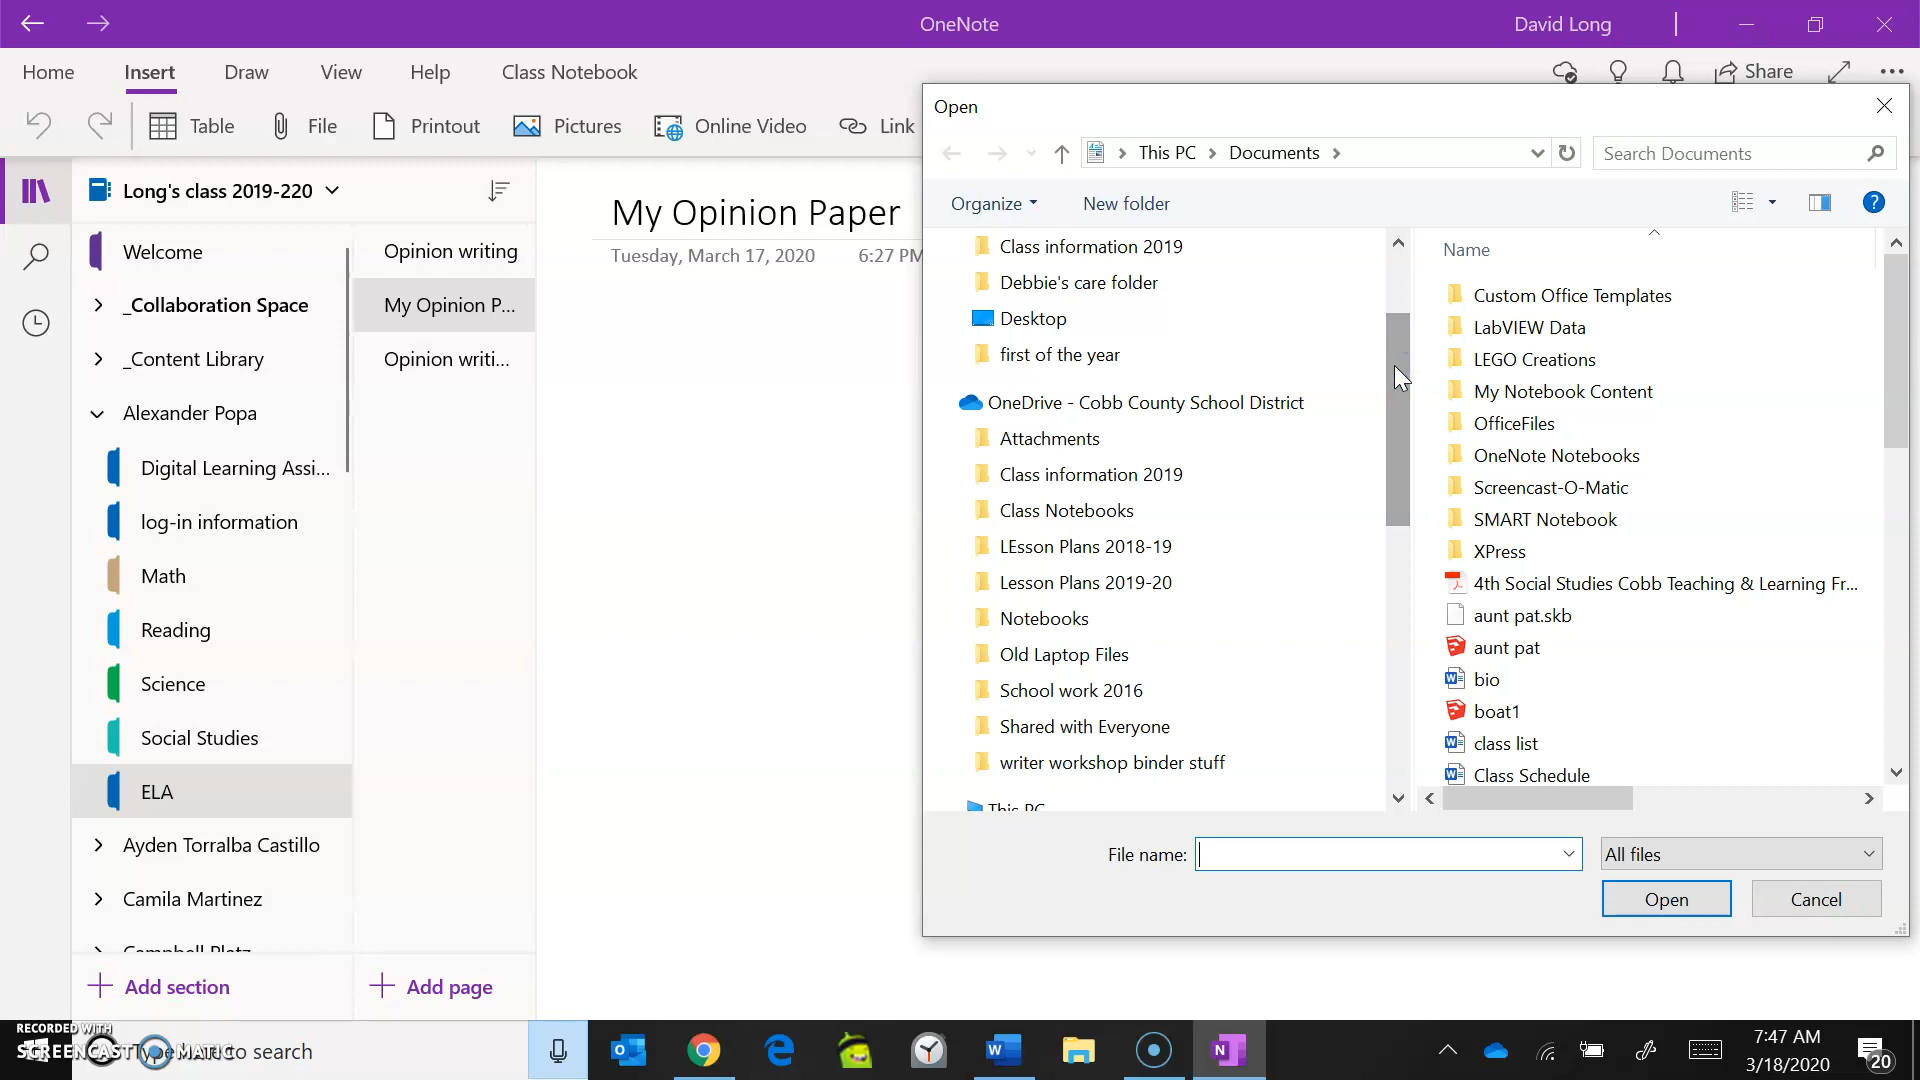 OneNote
David Long
Home
Insert
Draw
View
Help
Class Notebook
Share
Table
File
Printout
Pictures
Online Video
Link
Long's class 2019-220
Welcome
_Collaboration Space
_Content Library
Alexander Popa
Digital Learning Assi...
log-in information
Math
Reading
Science
Social Studies
ELA
Ayden Torralba Castillo
Camila Martinez
Add section
Opinion writing
My Opinion P...
Opinion writi...
Add page
My Opinion Paper
Tuesday, March 17, 2020 6:27 PM
Open
This PC > Documents >
Search Documents
Organize
New folder
Class information 2019
Debbie's care folder
Desktop
first of the year
OneDrive - Cobb County School District
Attachments
Class information 2019
Class Notebooks
LEsson Plans 2018-19
Lesson Plans 2019-20
Notebooks
Old Laptop Files
School work 2016
Shared with Everyone
writer workshop binder stuff
This PC
Name
Custom Office Templates
LabVIEW Data
LEGO Creations
My Notebook Content
OfficeFiles
OneNote Notebooks
Screencast-O-Matic
SMART Notebook
XPress
4th Social Studies Cobb Teaching & Learning Fr...
aunt pat.skb
aunt pat
bio
boat1
class list
Class Schedule
File name:
All files
Open
Cancel
RECORDED WITH
SCREENCAST MATIC
to search
7:47 AM
3/18/2020
20